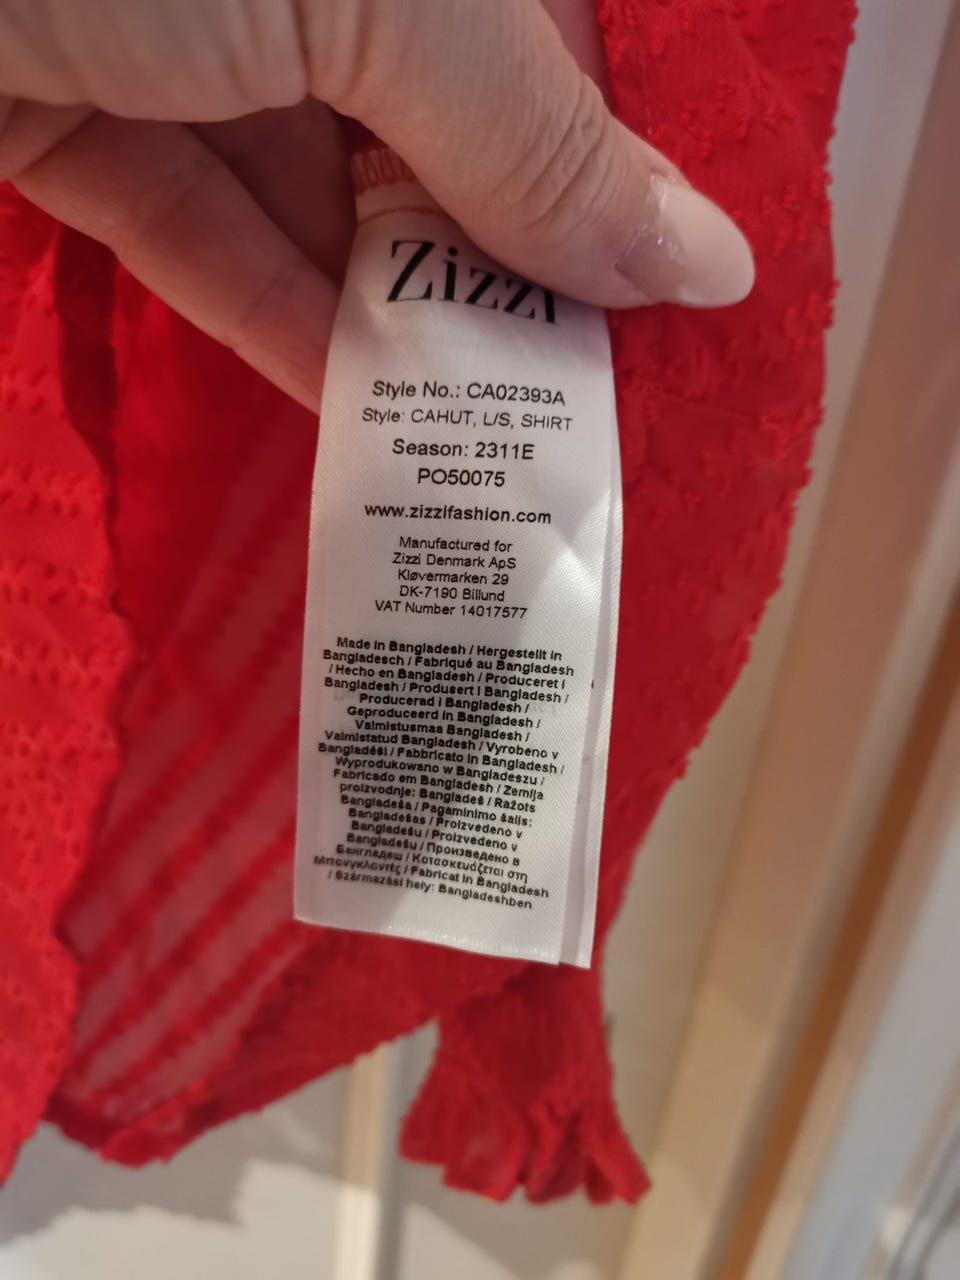 Zizzi
Style No.: CA02393A
Style: CAHUT, L/S, SHIRT
Season: 2311E
PO50075
www.zizzifashion.com
Manufactured for
Zizzi Denmark ApS
Kløvermarken 29
DK-7190 Billund
VAT Number 14017577
Made in Bangladesh / Hergestellt in
Bangladesch / Fabriqué au Bangladesh
/ Hecho en Bangladesh / Produceret i
Bangladesh / Produsert i Bangladesh /
Producerad i Bangladesh /
Geproduceerd in Bangladesh /
Valmistusmaa Bangladesh /
Valmistatud Bangladesh / Vyrobeno v
Bangladéši / Fabbricato in Bangladesh /
Wyprodukowano w Bangladeszu /
Fabricado em Bangladesh / Zemlja
proizvodnje: Bangladeš / Ražots
Bangladeša / Pagaminimo šalis:
Bangladešas / Proizvedeno v
Bangladešu / Proizvedeno v
Bangladešu / Произведено в
Бангладеш / Κατασκευάζεται στη
Μπανγκλαντές / Fabricat in Bangladesh
/ Származási hely: Bangladeshben